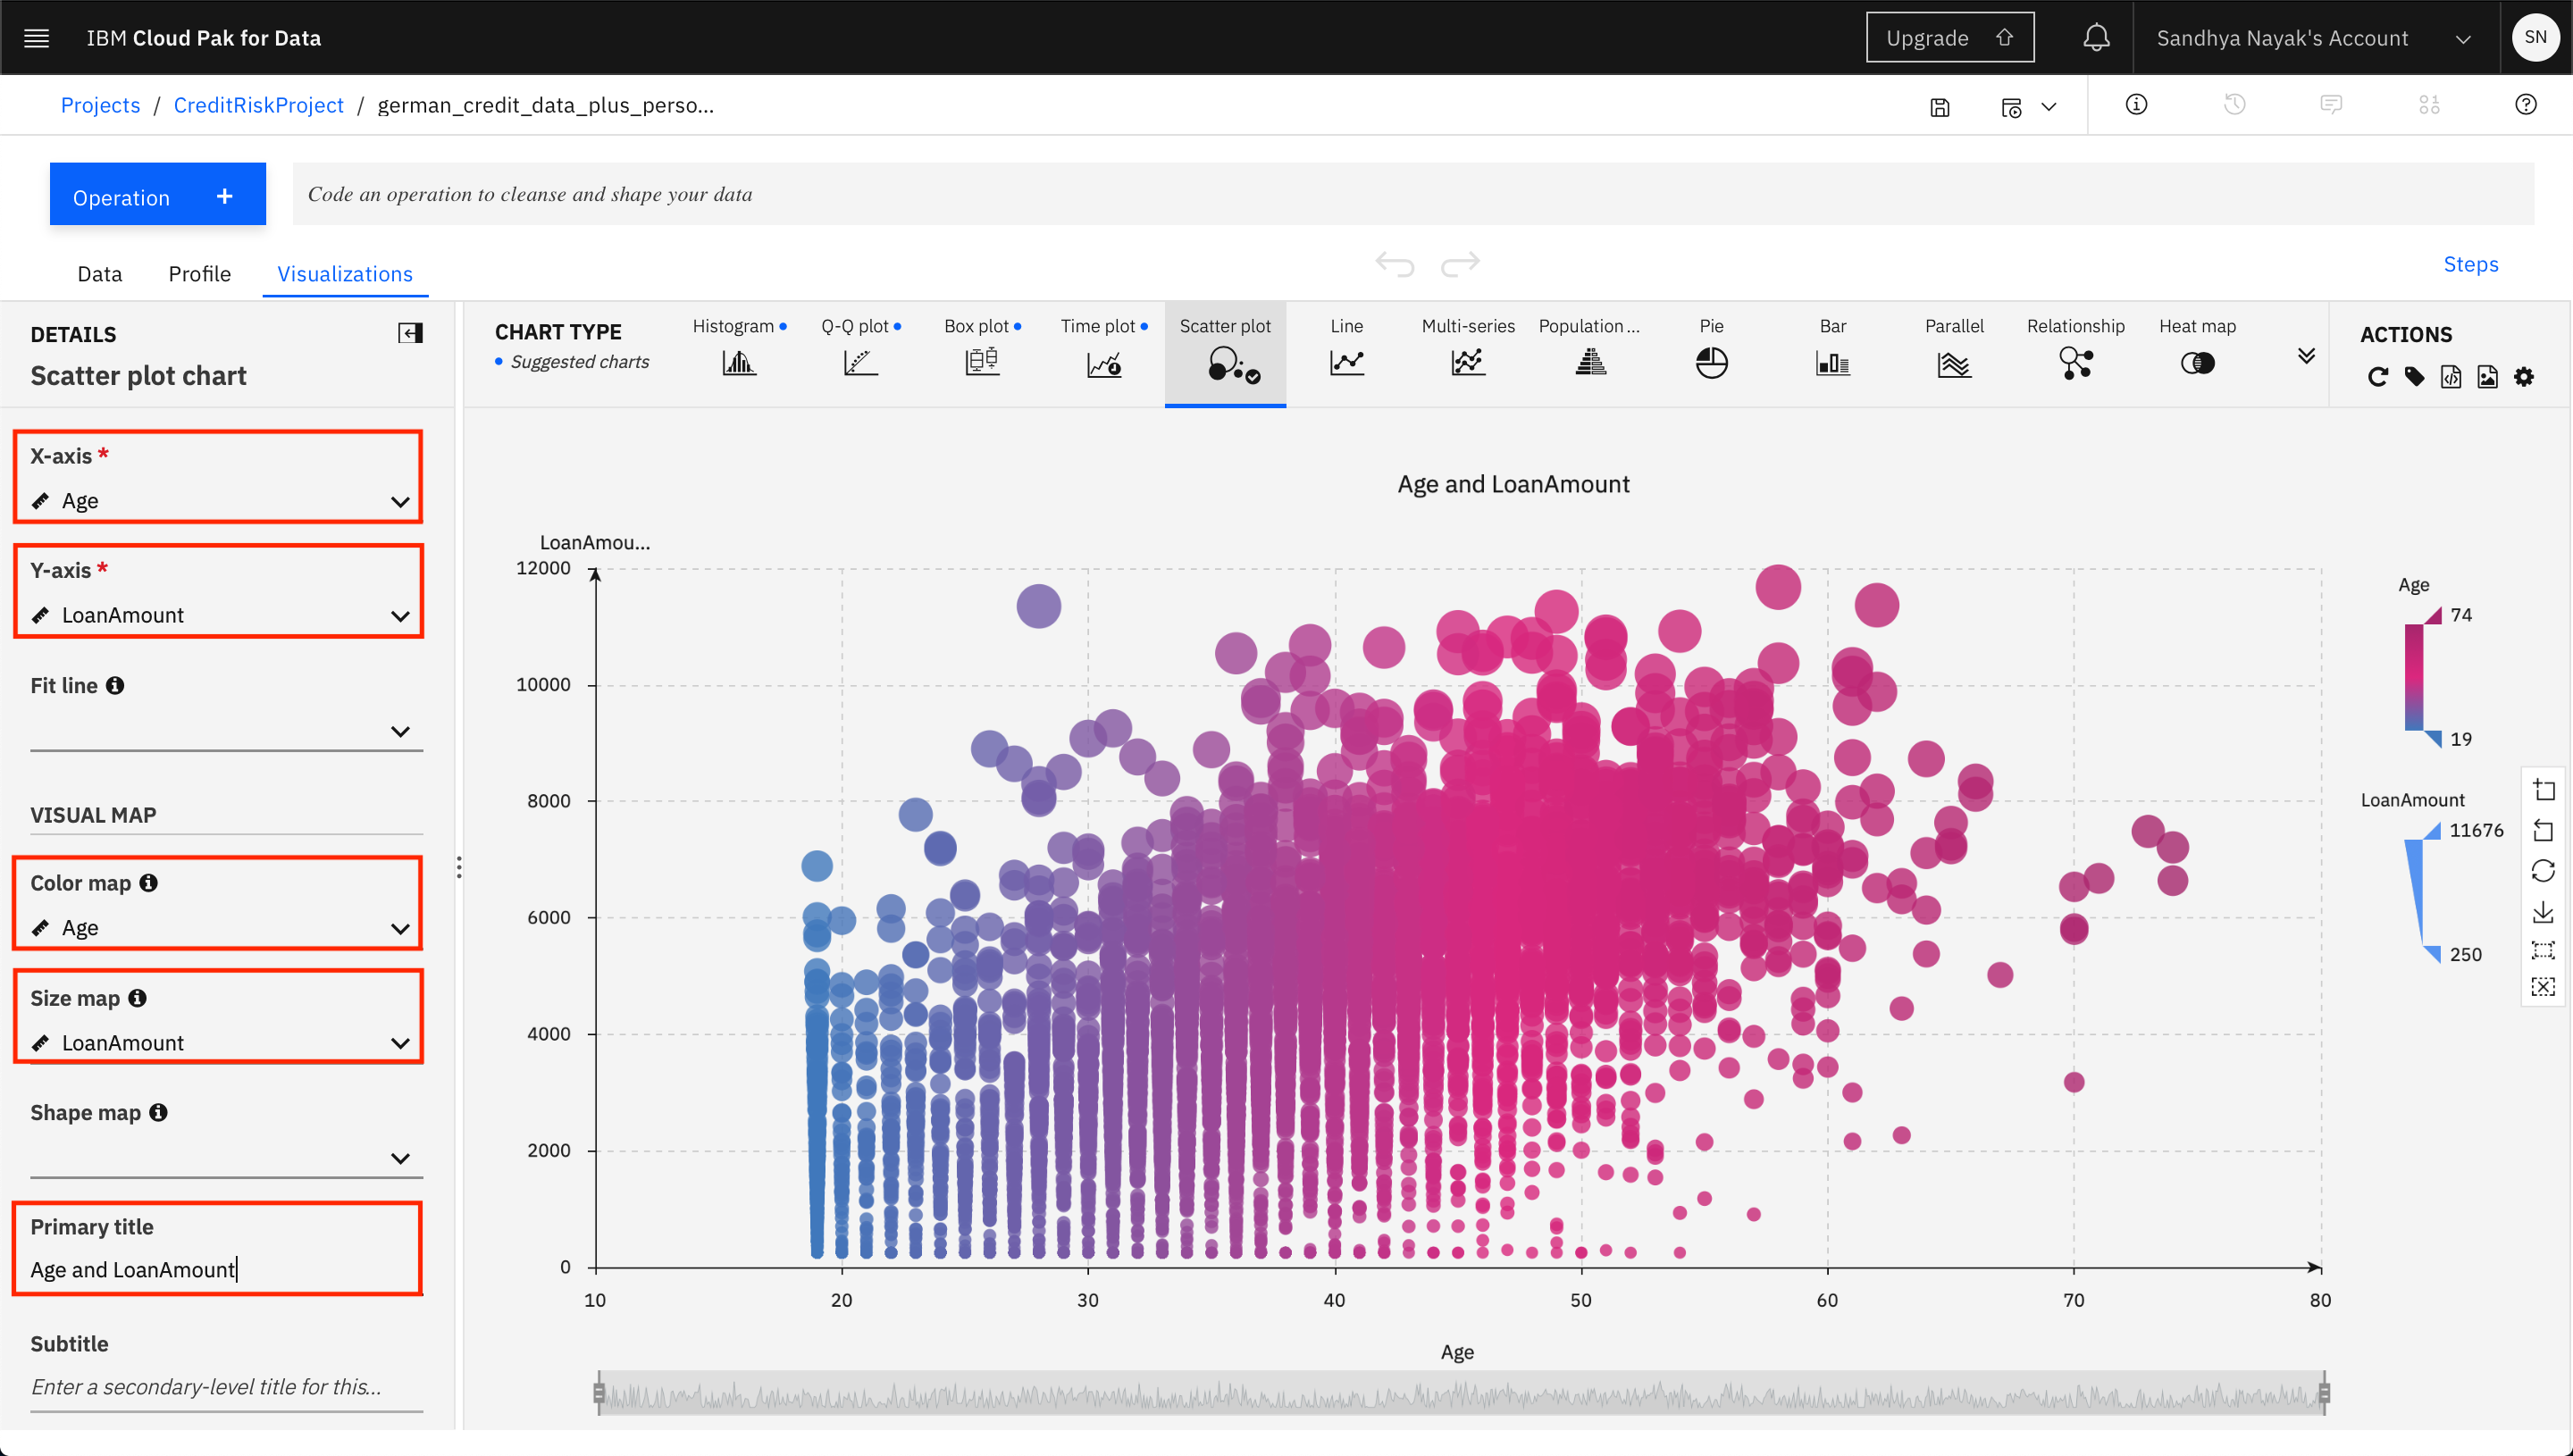 IBM Cloud Pak for Data
Upgrade
Sandhya Nayak's Account
SN
Projects / CreditRiskProject / german_credit_data_plus_perso...
Operation +
Code an operation to cleanse and shape your data
Data
Profile
Visualizations
Steps
DETAILS
Scatter plot chart
CHART TYPE
Suggested charts
Histogram
Q-Q plot
Box plot
Time plot
Scatter plot
Line
Multi-series
Population ...
Pie
Bar
Parallel
Relationship
Heat map
ACTIONS
X-axis *
Age
Y-axis *
LoanAmount
Fit line
VISUAL MAP
Color map
Age
Size map
LoanAmount
Shape map
Primary title
Age and LoanAmount
Subtitle
Enter a secondary-level title for this...
Age and LoanAmount
LoanAmou...
12000
10000
8000
6000
4000
2000
0
10
20
30
40
50
60
70
80
Age
Age
74
19
LoanAmount
11676
250